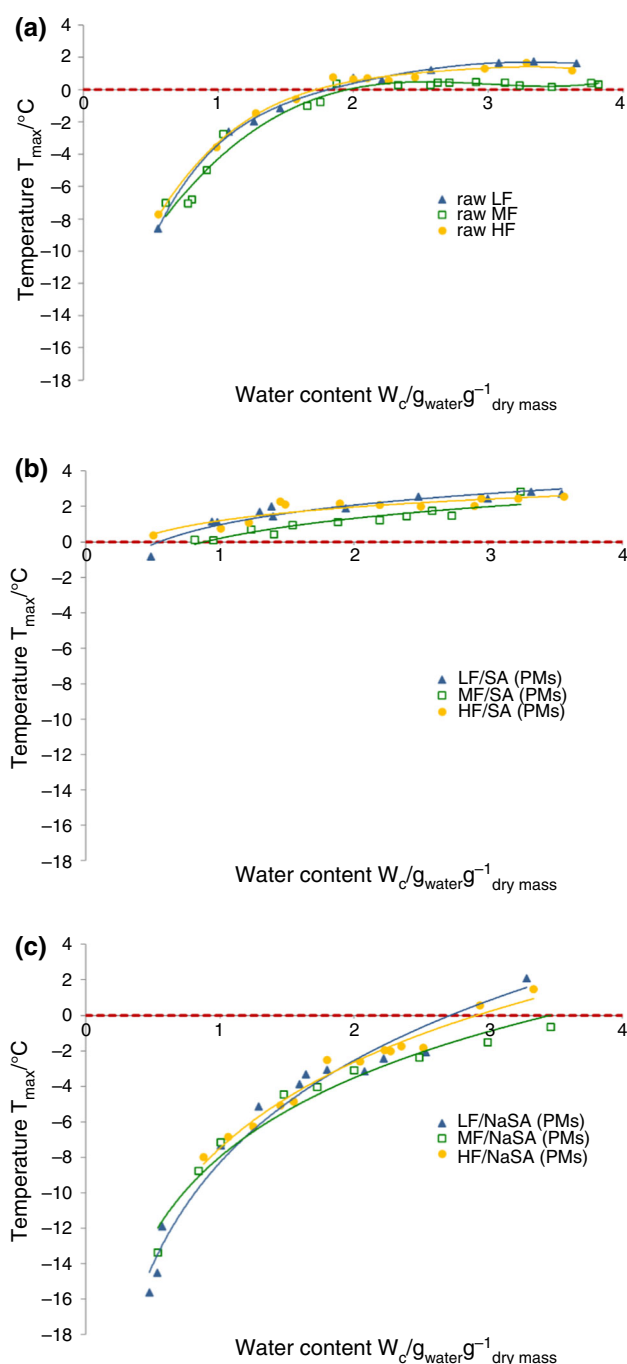 (a)
4
2
0
−2
−4
−6
−8
−10
−12
−14
−16
−18
0 1 2 3 4
Temperature Tmax/°C
raw LF
raw MF
raw HF
Water content Wc/gwaterg−1dry mass
(b)
4
2
0
−2
−4
−6
−8
−10
−12
−14
−16
−18
0 1 2 3 4
Temperature Tmax/°C
LF/SA (PMs)
MF/SA (PMs)
HF/SA (PMs)
Water content Wc/gwaterg−1dry mass
(c)
4
2
0
−2
−4
−6
−8
−10
−12
−14
−16
−18
0 1 2 3 4
Temperature Tmax/°C
LF/NaSA (PMs)
MF/NaSA (PMs)
HF/NaSA (PMs)
Water content Wc/gwaterg−1dry mass